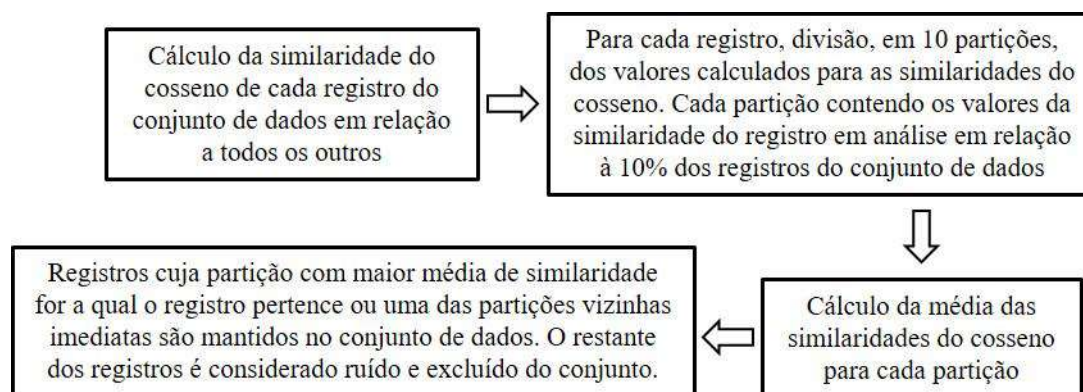 Cálculo da similaridade do
cosseno de cada registro do
conjunto de dados em relação
a todos os outros
Para cada registro, divisão, em 10 partições,
dos valores calculados para as similaridades do
cosseno. Cada partição contendo os valores da
similaridade do registro em análise em relação
à 10% dos registros do conjunto de dados
Cálculo da média das
similaridades do cosseno
para cada partição
Registros cuja partição com maior média de similaridade
for a qual o registro pertence ou uma das partições vizinhas
imediatas são mantidos no conjunto de dados. O restante
dos registros é considerado ruído e excluído do conjunto.